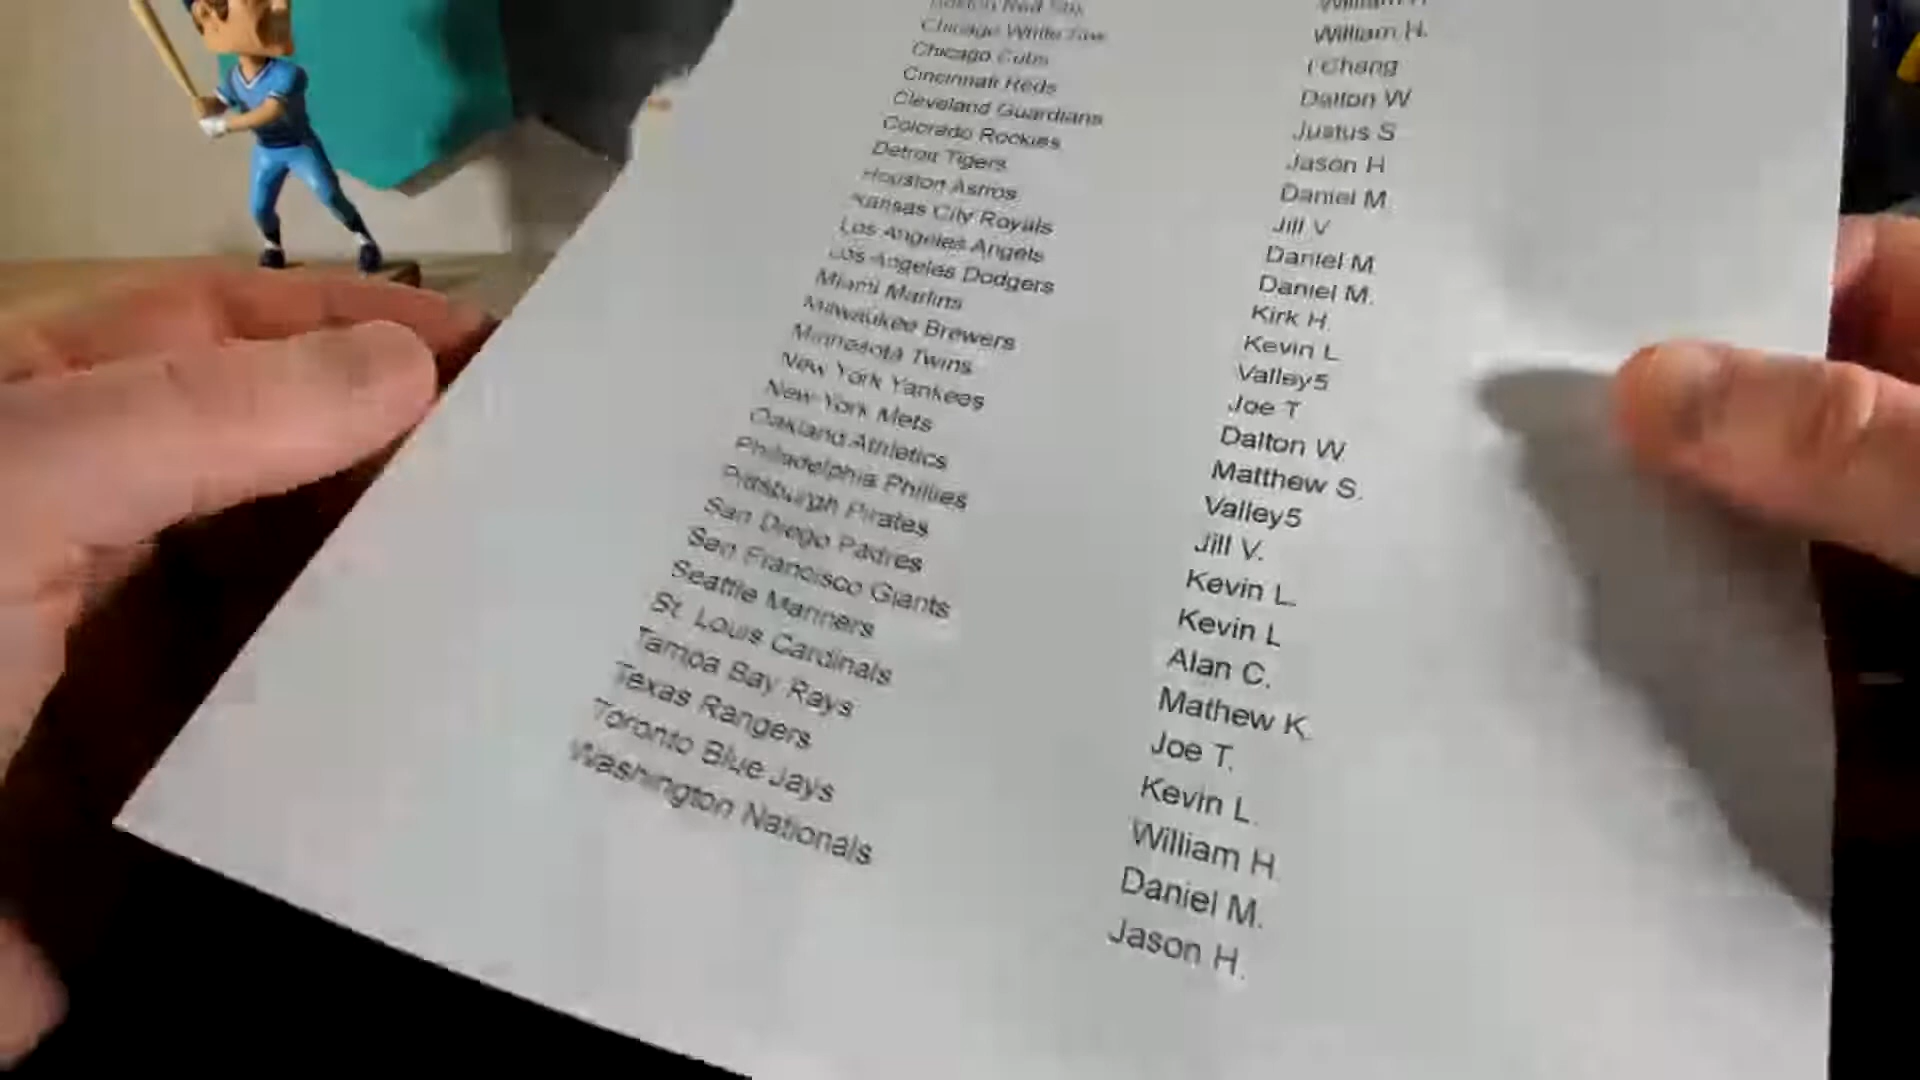 Boston Red Sox William H.
Chicago White Sox William H.
Chicago Cubs Chang
Cincinnati Reds Dalton W
Cleveland Guardians Justus S
Colorado Rockies Jason H
Detroit Tigers Daniel M
Houston Astros Jill V
Kansas City Royals Daniel M
Los Angeles Angels Daniel M.
Los Angeles Dodgers Kirk H.
Miami Marlins Kevin L
Milwaukee Brewers Valley5
Minnesota Twins Joe T
New York Yankees Dalton W.
New York Mets Matthew S.
Oakland Athletics Valley5
Philadelphia Phillies Jill V.
Pittsburgh Pirates Kevin L.
San Diego Padres Kevin L
San Francisco Giants Alan C.
Seattle Mariners Mathew K.
St. Louis Cardinals Joe T.
Tampa Bay Rays Kevin L.
Texas Rangers William H.
Toronto Blue Jays Daniel M.
Washington Nationals Jason H.